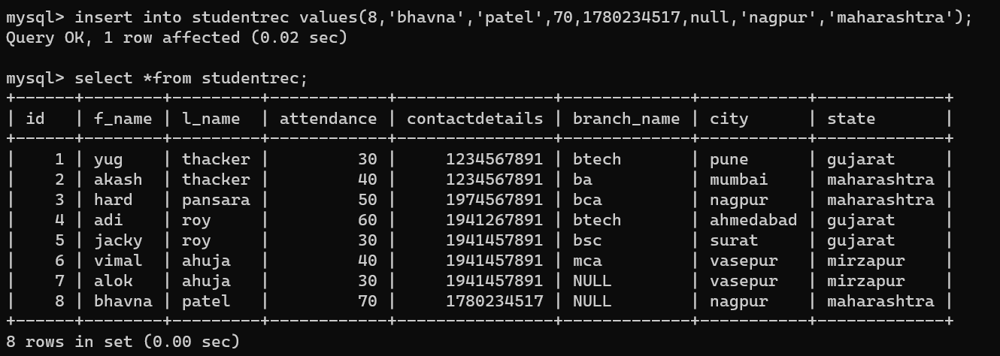 mysql> insert into studentrec values(8,'bhavna','patel',70,1780234517,null,'nagpur','maharashtra');
Query OK, 1 row affected (0.02 sec)

mysql> select *from studentrec;
+------+--------+---------+------------+----------------+-------------+-----------+-------------+
| id   | f_name | l_name  | attendance | contactdetails | branch_name | city      | state       |
+------+--------+---------+------------+----------------+-------------+-----------+-------------+
|    1 | yug    | thacker |         30 |     1234567891 | btech       | pune      | gujarat     |
|    2 | akash  | thacker |         40 |     1234567891 | ba          | mumbai    | maharashtra |
|    3 | hard   | pansara |         50 |     1974567891 | bca         | nagpur    | maharashtra |
|    4 | adi    | roy     |         60 |     1941267891 | btech       | ahmedabad | gujarat     |
|    5 | jacky  | roy     |         30 |     1941457891 | bsc         | surat     | gujarat     |
|    6 | vimal  | ahuja   |         40 |     1941457891 | mca         | vasepur   | mirzapur    |
|    7 | alok   | ahuja   |         30 |     1941457891 | NULL        | vasepur   | mirzapur    |
|    8 | bhavna | patel   |         70 |     1780234517 | NULL        | nagpur    | maharashtra |
+------+--------+---------+------------+----------------+-------------+-----------+-------------+
8 rows in set (0.00 sec)